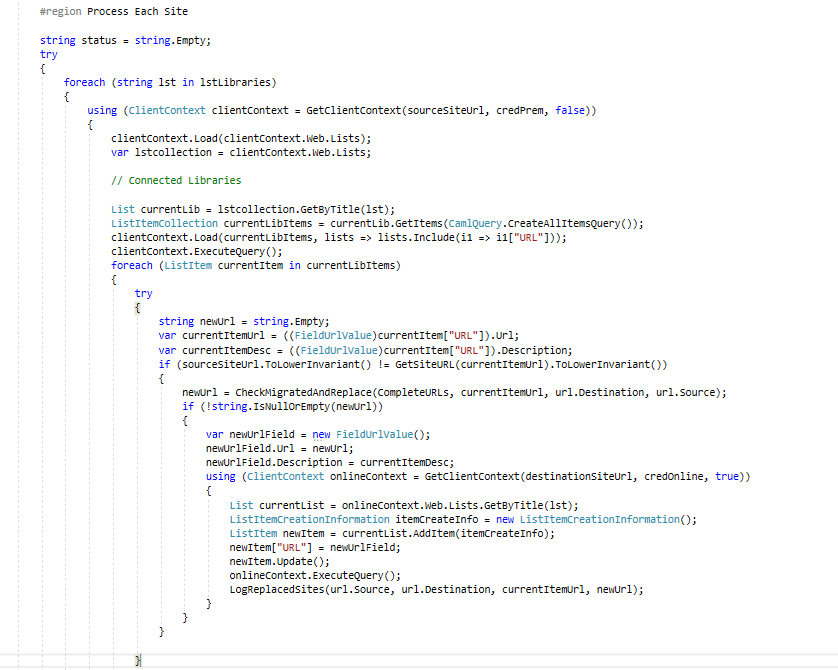 #region Process Each Site
string status = string.Empty;
try
{
foreach (string lst in lstLibraries)
{
using (ClientContext clientContext = GetClientContext(sourceSiteUrl, credPrem, false))
{
clientContext.Load(clientContext.Web.Lists);
var lstcollection = clientContext.Web.Lists;
// Connected Libraries
List currentLib = lstcollection.GetByTitle(lst);
ListItemCollection currentLibItems = currentLib.GetItems(CamlQuery.CreateAllItemsQuery());
clientContext.Load(currentLibItems, lists => lists.Include(i1 => i1["URL"]));
clientContext.ExecuteQuery();
foreach (ListItem currentItem in currentLibItems)
{
try
{
string newUrl = string.Empty;
var currentItemUrl = ((FieldUrlValue)currentItem["URL"]).Url;
var currentItemDesc = ((FieldUrlValue)currentItem["URL"]).Description;
if (sourceSiteUrl.ToLowerInvariant() != GetSiteURL(currentItemUrl).ToLowerInvariant())
{
newUrl = CheckMigratedAndReplace(CompleteURLs, currentItemUrl, url.Destination, url.Source);
if (!string.IsNullOrEmpty(newUrl))
{
var newUrlField = new FieldUrlValue();
newUrlField.Url = newUrl;
newUrlField.Description = currentItemDesc;
using (ClientContext onlineContext = GetClientContext(destinationSiteUrl, credOnline, true))
{
List currentList = onlineContext.Web.Lists.GetByTitle(lst);
ListItemCreationInformation itemCreateInfo = new ListItemCreationInformation();
ListItem newItem = currentList.AddItem(itemCreateInfo);
newItem["URL"] = newUrlField;
newItem.Update();
onlineContext.ExecuteQuery();
LogReplacedSites(url.Source, url.Destination, currentItemUrl, newUrl);
}
}
}
}